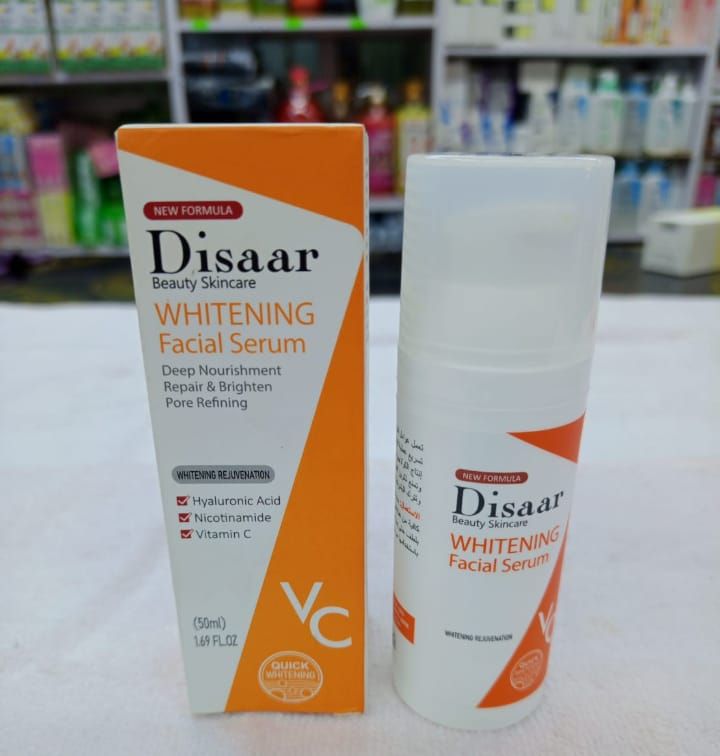 NEW FORMULA
Disaar
Beauty Skincare
WHITENING
Facial Serum
Deep Nourishment
Repair & Brighten
Pore Refining
WHITENING REJUVENATION
Hyaluronic Acid
Nicotinamide
Vitamin C
VC
(50ml)
1.69 FL.OZ
QUICK
WHITENING
NEW FORMULA
Disaar
Beauty Skincare
WHITENING
Facial Serum
WHITENING REJUVENATION
VC
QUICK
WHITENING